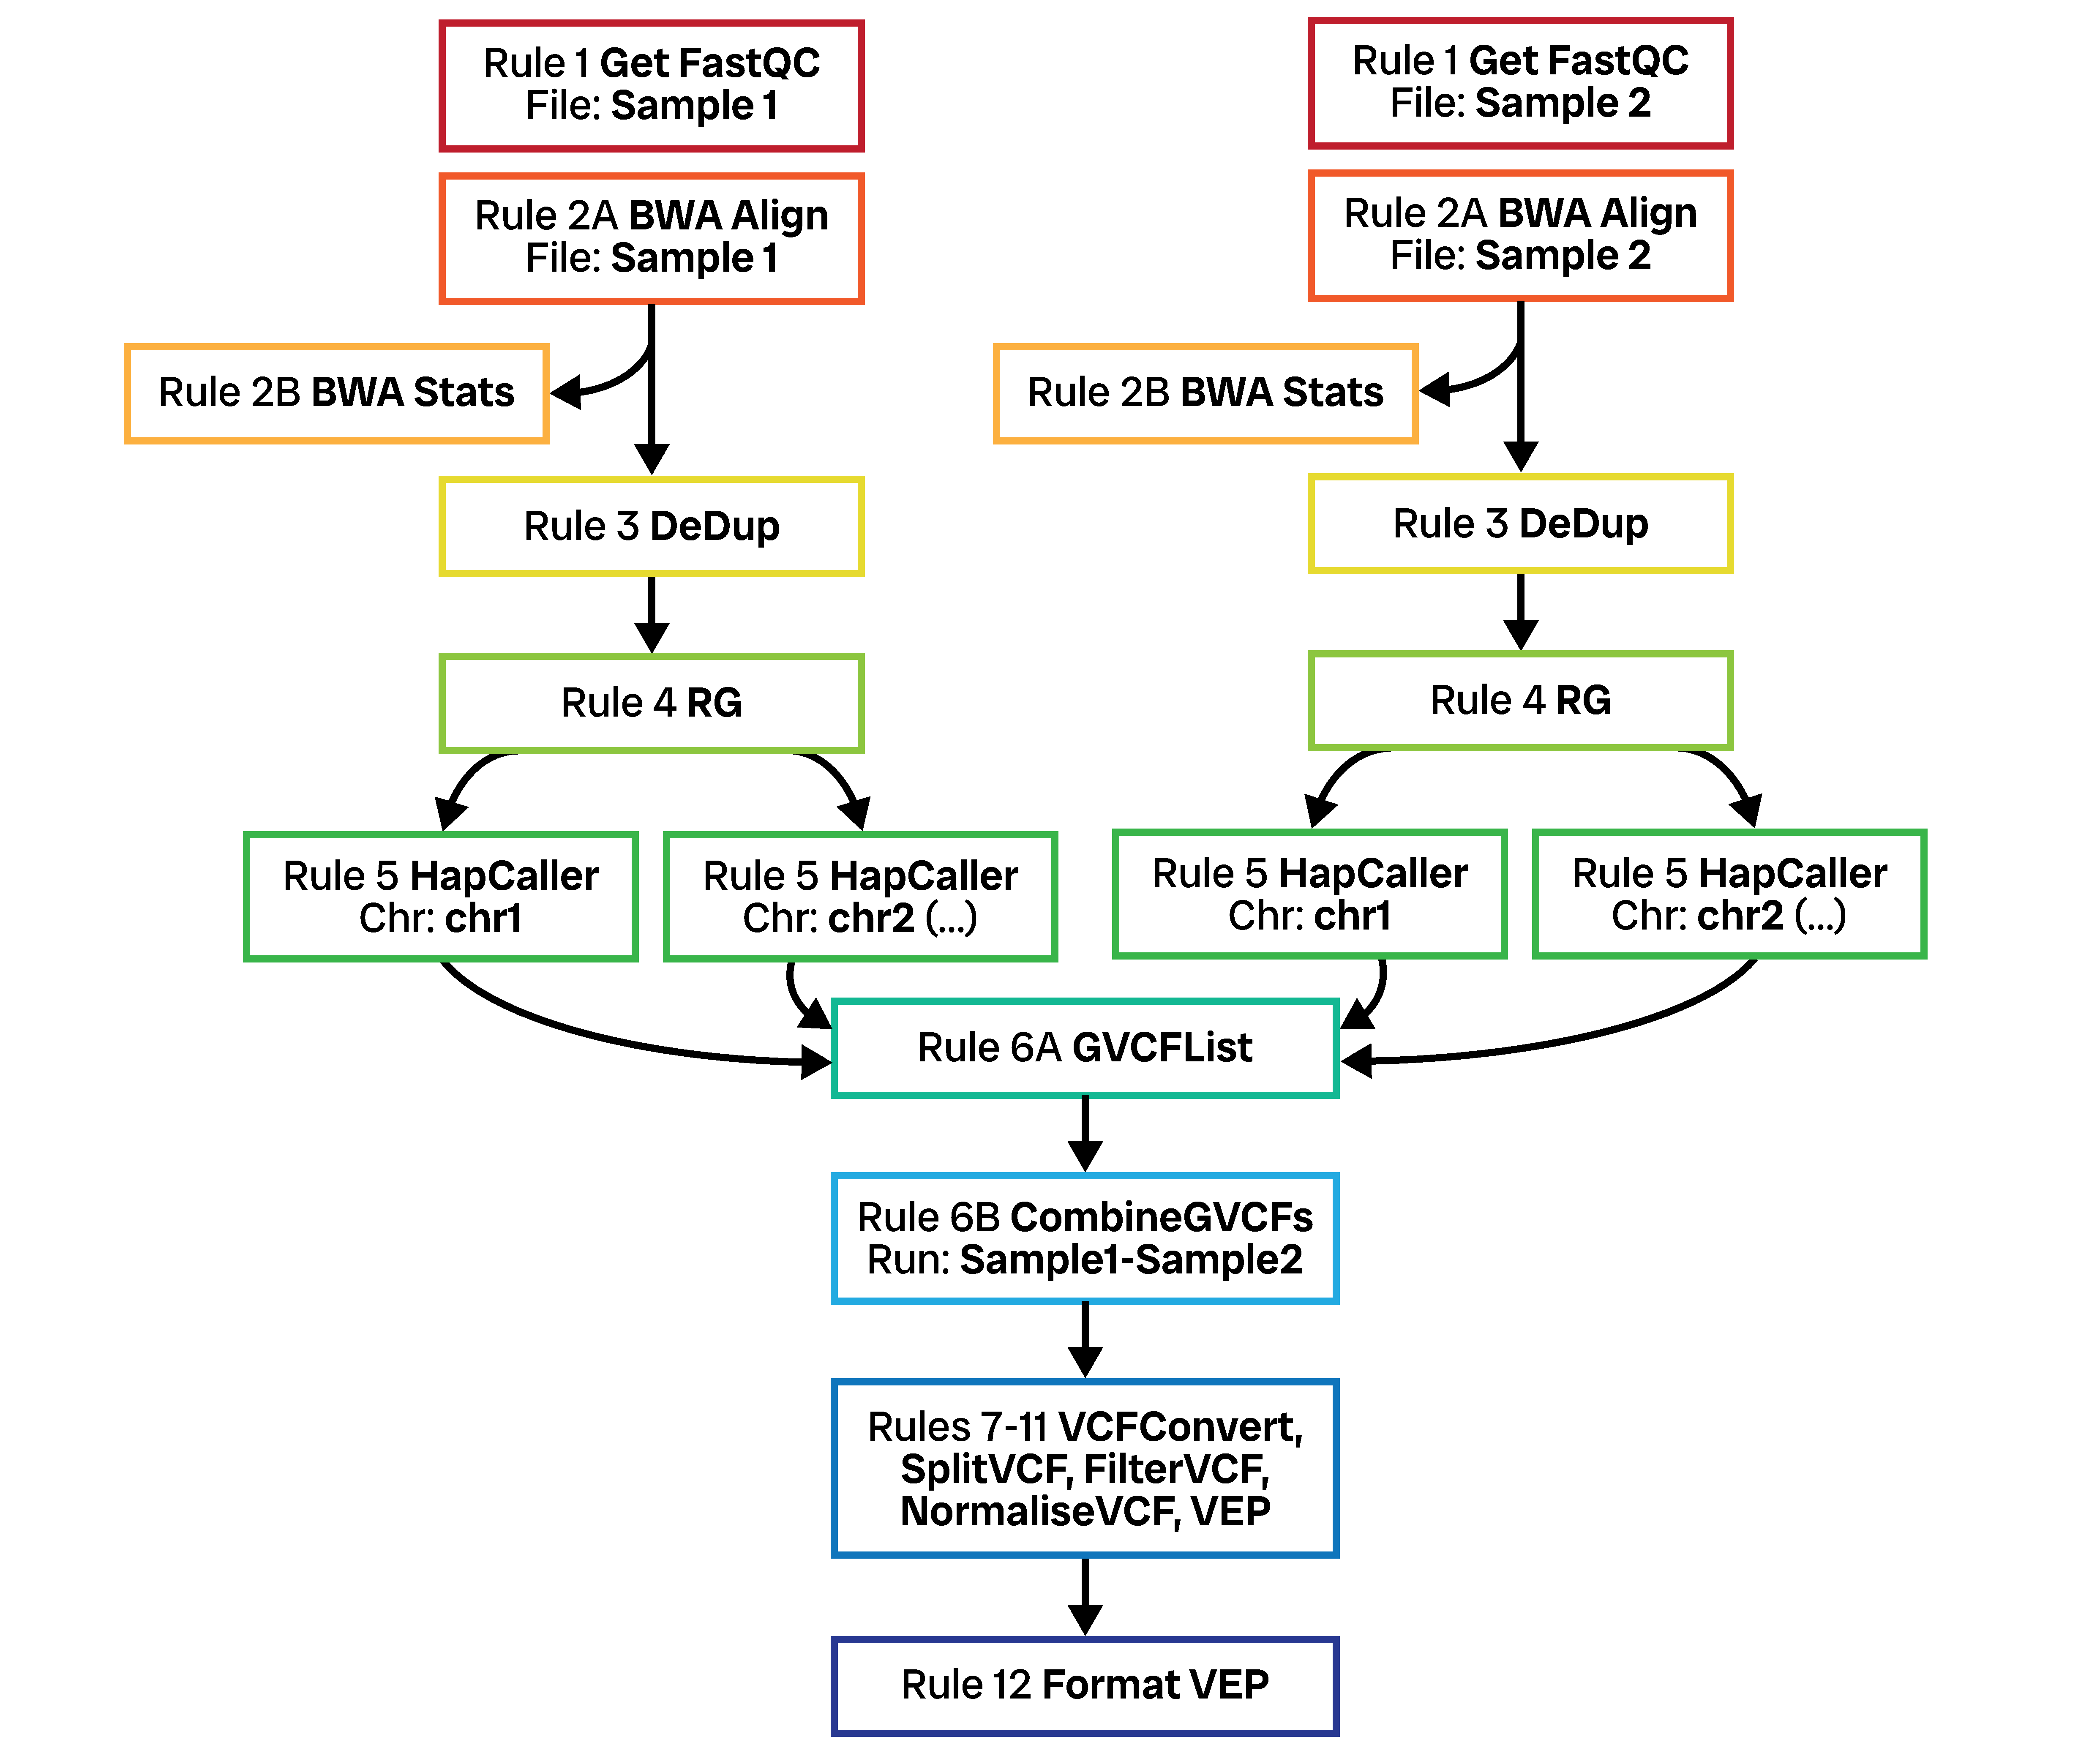 Rule 1 Get FastQC
File: Sample 1
Rule 1 Get FastQC
File: Sample 2
Rule 2A BWA Align
File: Sample 1
Rule 2A BWA Align
File: Sample 2
Rule 2B BWA Stats
Rule 2B BWA Stats
Rule 3 DeDup
Rule 3 DeDup
Rule 4 RG
Rule 4 RG
Rule 5 HapCaller
Chr: chr1
Rule 5 HapCaller
Chr: chr2 (...)
Rule 5 HapCaller
Chr: chr1
Rule 5 HapCaller
Chr: chr2 (...)
Rule 6A GVCFList
Rule 6B CombineGVCFs
Run: Sample1-Sample2
Rules 7-11 VCFConvert,
SplitVCF, FilterVCF,
NormaliseVCF, VEP
Rule 12 Format VEP